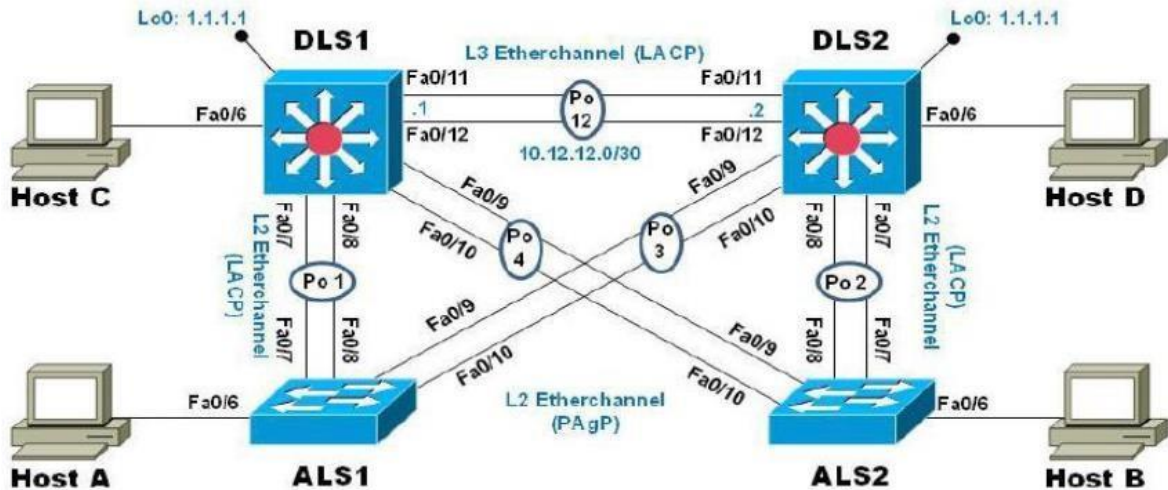 Lo0: 1.1.1.1
Lo0: 1.1.1.1
DLS1
DLS2
L3 Etherchannel (LACP)
Fa0/11
Fa0/11
Fa0/6
.1
Po
12
.2
Fa0/6
Fa0/12
Fa0/12
10.12.12.0/30
Host C
Host D
Fa0/9
Fa0/9
Fa0/10
Fa0/10
Po
4
Po
3
Fa0/7
Fa0/8
L2 Etherchannel
(LACP)
Po 1
Fa0/7
Fa0/8
Fa0/8
Fa0/7
(LACP)
L2 Etherchannel
Po 2
Fa0/8
Fa0/7
Fa0/9
Fa0/10
Fa0/9
Fa0/10
L2 Etherchannel
(PAgP)
Fa0/6
Fa0/6
Host A
ALS1
ALS2
Host B